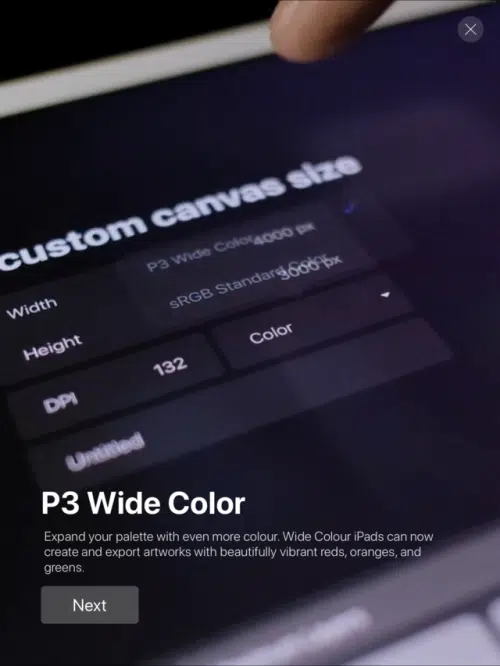 custom canvas size
P3 Wide Color
Width 4000 px
sRGB Standard Color
Height 3000 px
DPI 132 Color
Untitled
P3 Wide Color
Expand your palette with even more colour. Wide Colour iPads can now
create and export artworks with beautifully vibrant reds, oranges, and
greens.
Next